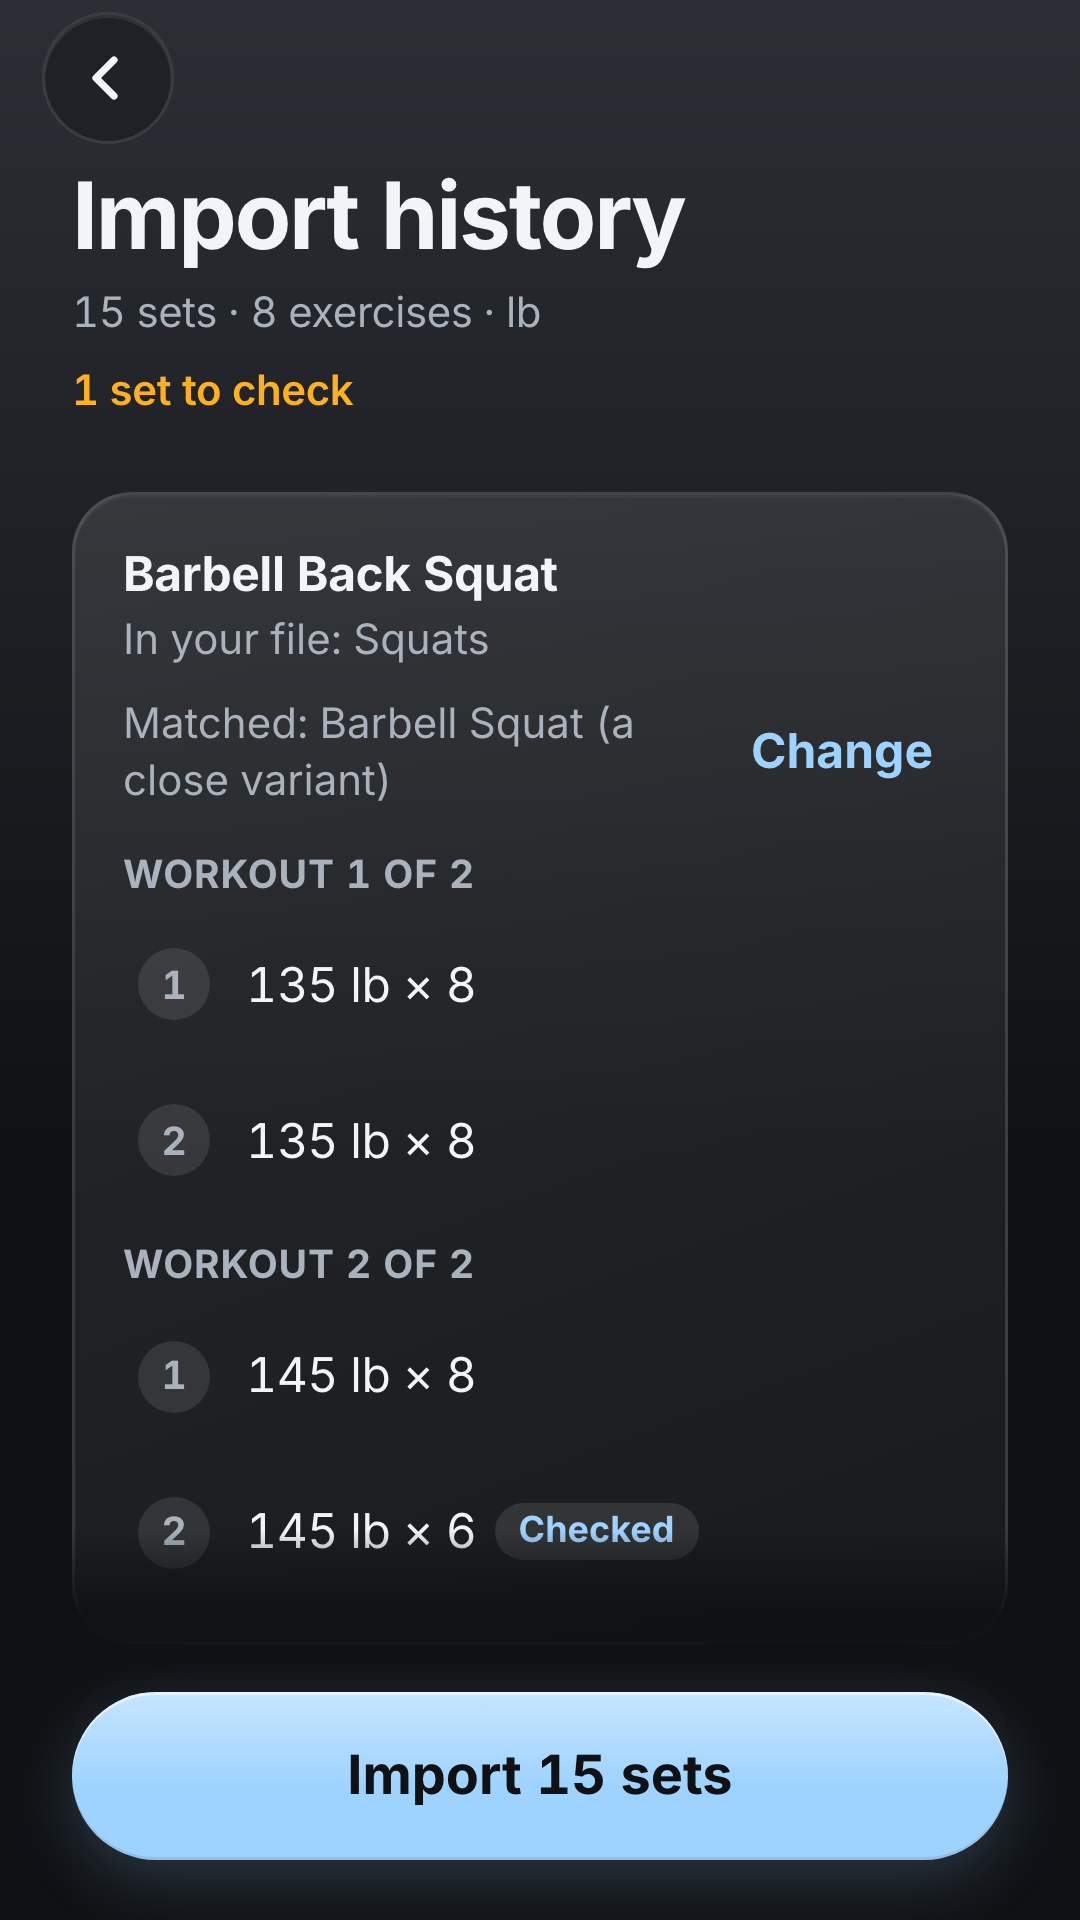 Import history
15 sets · 8 exercises · lb
1 set to check
Barbell Back Squat
In your file: Squats
Matched: Barbell Squat (a
close variant)
Change
WORKOUT 1 OF 2
1 135 lb × 8
2 135 lb × 8
WORKOUT 2 OF 2
1 145 lb × 8
2 145 lb × 6 Checked
Import 15 sets